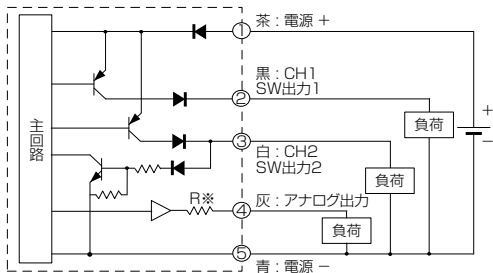 ① 茶 : 電源 +
黒 : CH1
SW出力1
②
負荷
+
−
主回路
③
白 : CH2
SW出力2
負荷
R※
④
灰 : アナログ出力
負荷
⑤
青 : 電源 −